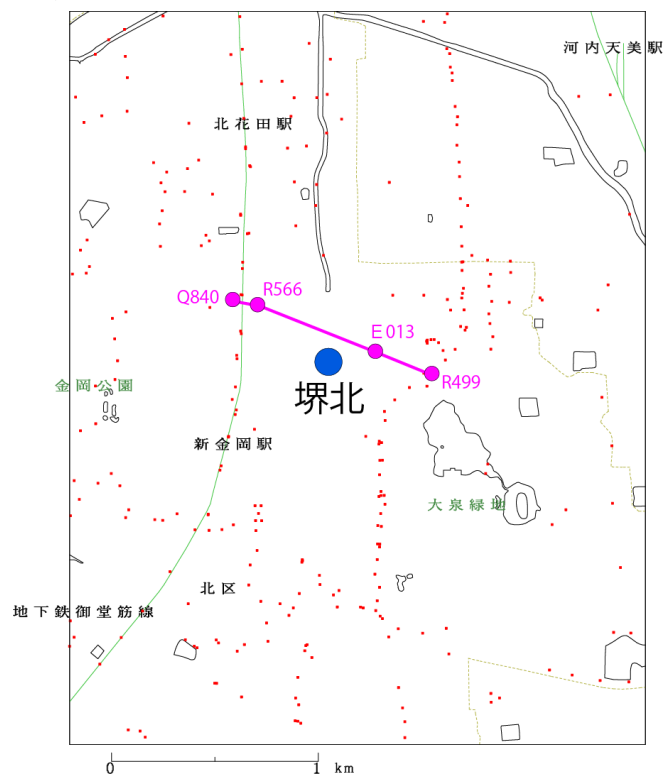 河内天美駅
北花田駅
Q840
R566
E013
R499
堺北
金岡公園
新金岡駅
大泉緑地
北区
地下鉄御堂筋線
0
1 km